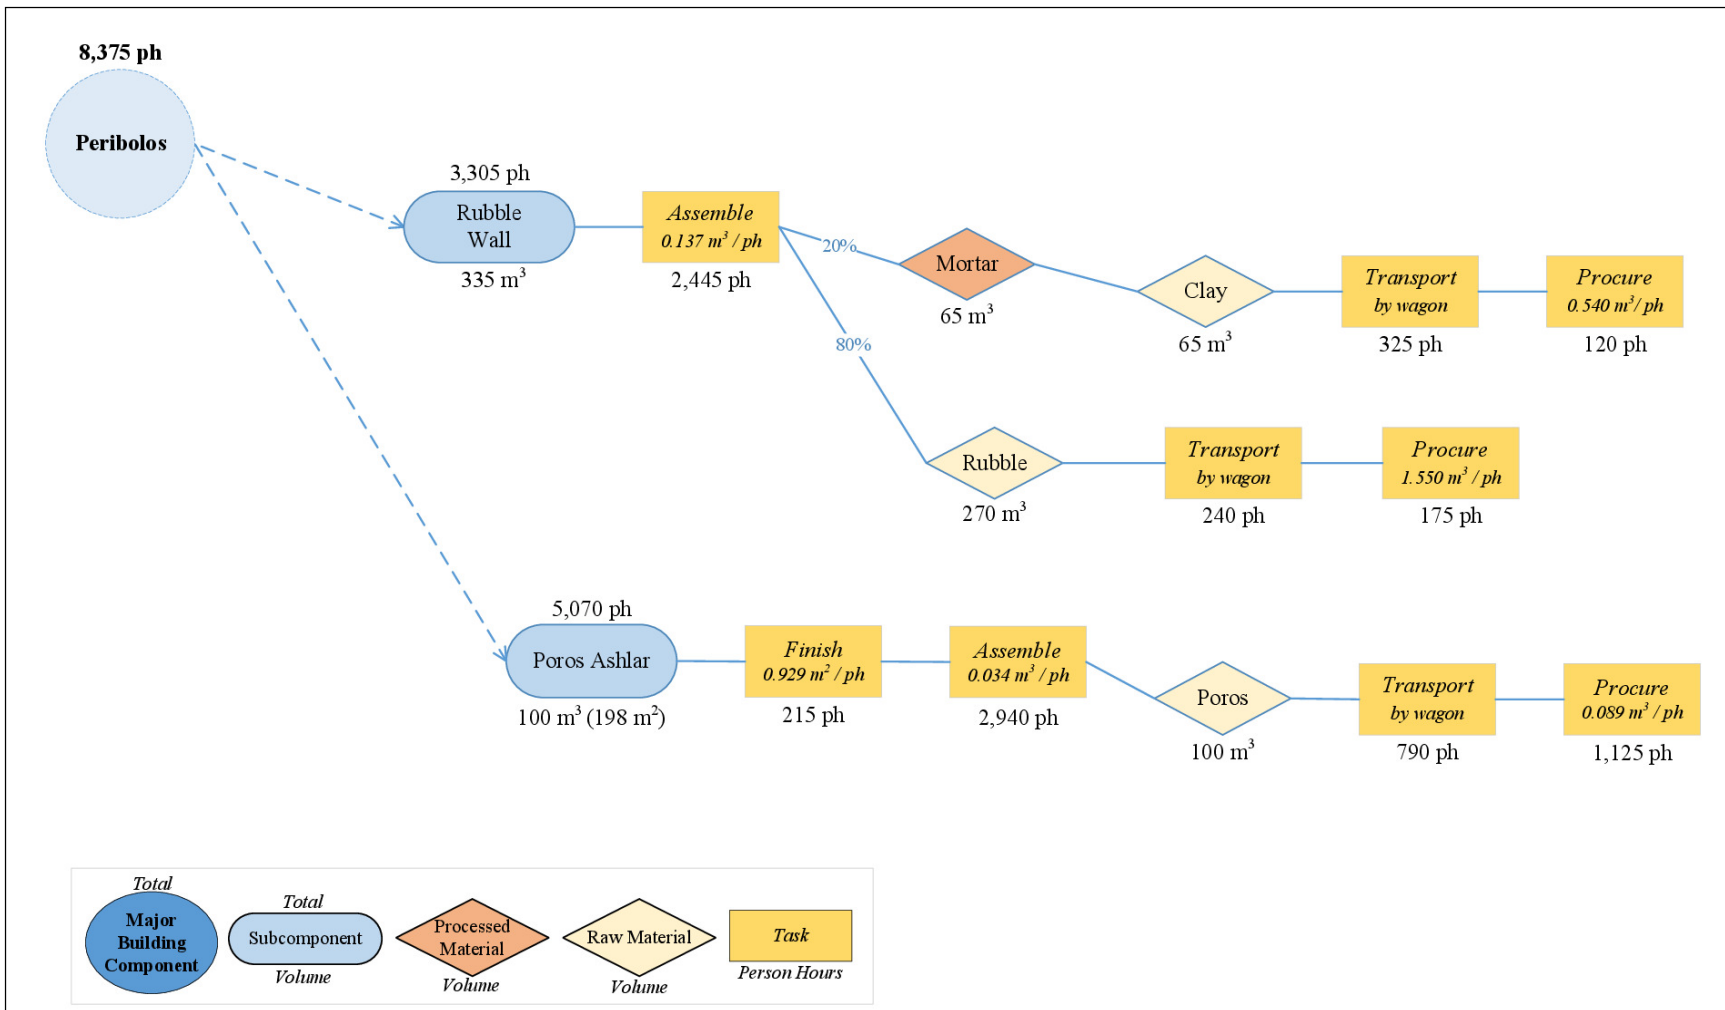 8,375 ph
Peribolos
3,305 ph
Rubble
Wall
335 m³
Assemble
0.137 m³ / ph
2,445 ph
20%
80%
Mortar
65 m³
Clay
65 m³
Transport
by wagon
325 ph
Procure
0.540 m³/ ph
120 ph
Rubble
270 m³
Transport
by wagon
240 ph
Procure
1.550 m³ / ph
175 ph
5,070 ph
Poros Ashlar
100 m³ (198 m²)
Finish
0.929 m² / ph
215 ph
Assemble
0.034 m³ / ph
2,940 ph
Poros
100 m³
Transport
by wagon
790 ph
Procure
0.089 m³ / ph
1,125 ph
Total
Major
Building
Component
Total
Subcomponent
Volume
Processed
Material
Volume
Raw Material
Volume
Task
Person Hours